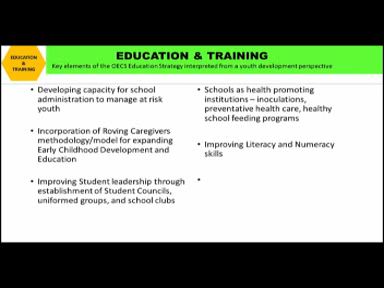 EDUCATION
&
TRAINING
EDUCATION & TRAINING
Key elements of the OECS Education Strategy interpreted from a youth development perspective
• Developing capacity for school
administration to manage at risk
youth
• Incorporation of Roving Caregivers
methodology/model for expanding
Early Childhood Development and
Education
• Improving Student leadership through
establishment of Student Councils,
uniformed groups, and school clubs
• Schools as health promoting
institutions – inoculations,
preventative health care, healthy
school feeding programs
• Improving Literacy and Numeracy
skills
•